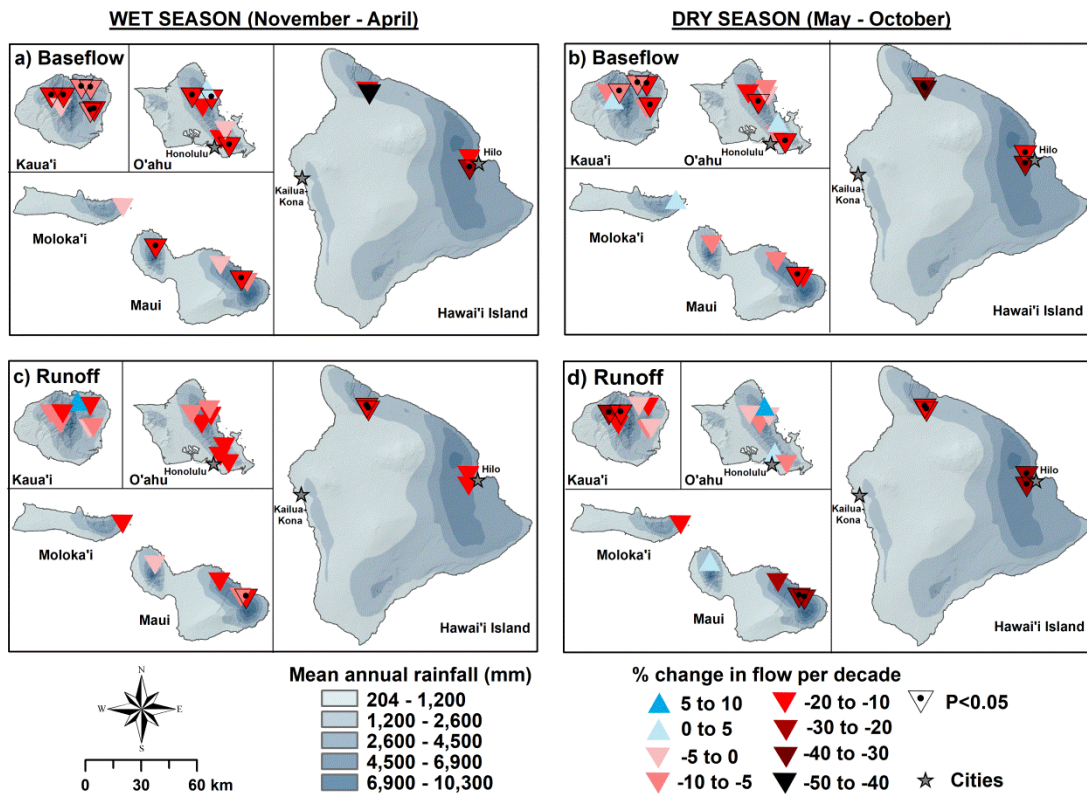 WET SEASON (November - April)
DRY SEASON (May - October)
a) Baseflow
Kaua'i
O'ahu
Honolulu
Moloka'i
Maui
Kailua-
Kona
Hilo
Hawai'i Island
b) Baseflow
Kaua'i
O'ahu
Honolulu
Moloka'i
Maui
Kailua-
Kona
Hilo
Hawai'i Island
c) Runoff
Kaua'i
O'ahu
Honolulu
Moloka'i
Maui
Kailua-
Kona
Hilo
Hawai'i Island
d) Runoff
Kaua'i
O'ahu
Honolulu
Moloka'i
Maui
Kailua-
Kona
Hilo
Hawai'i Island
N
W E
S
0 30 60 km
Mean annual rainfall (mm)
204 - 1,200
1,200 - 2,600
2,600 - 4,500
4,500 - 6,900
6,900 - 10,300
% change in flow per decade
5 to 10
0 to 5
-5 to 0
-10 to -5
-20 to -10
-30 to -20
-40 to -30
-50 to -40
P<0.05
Cities